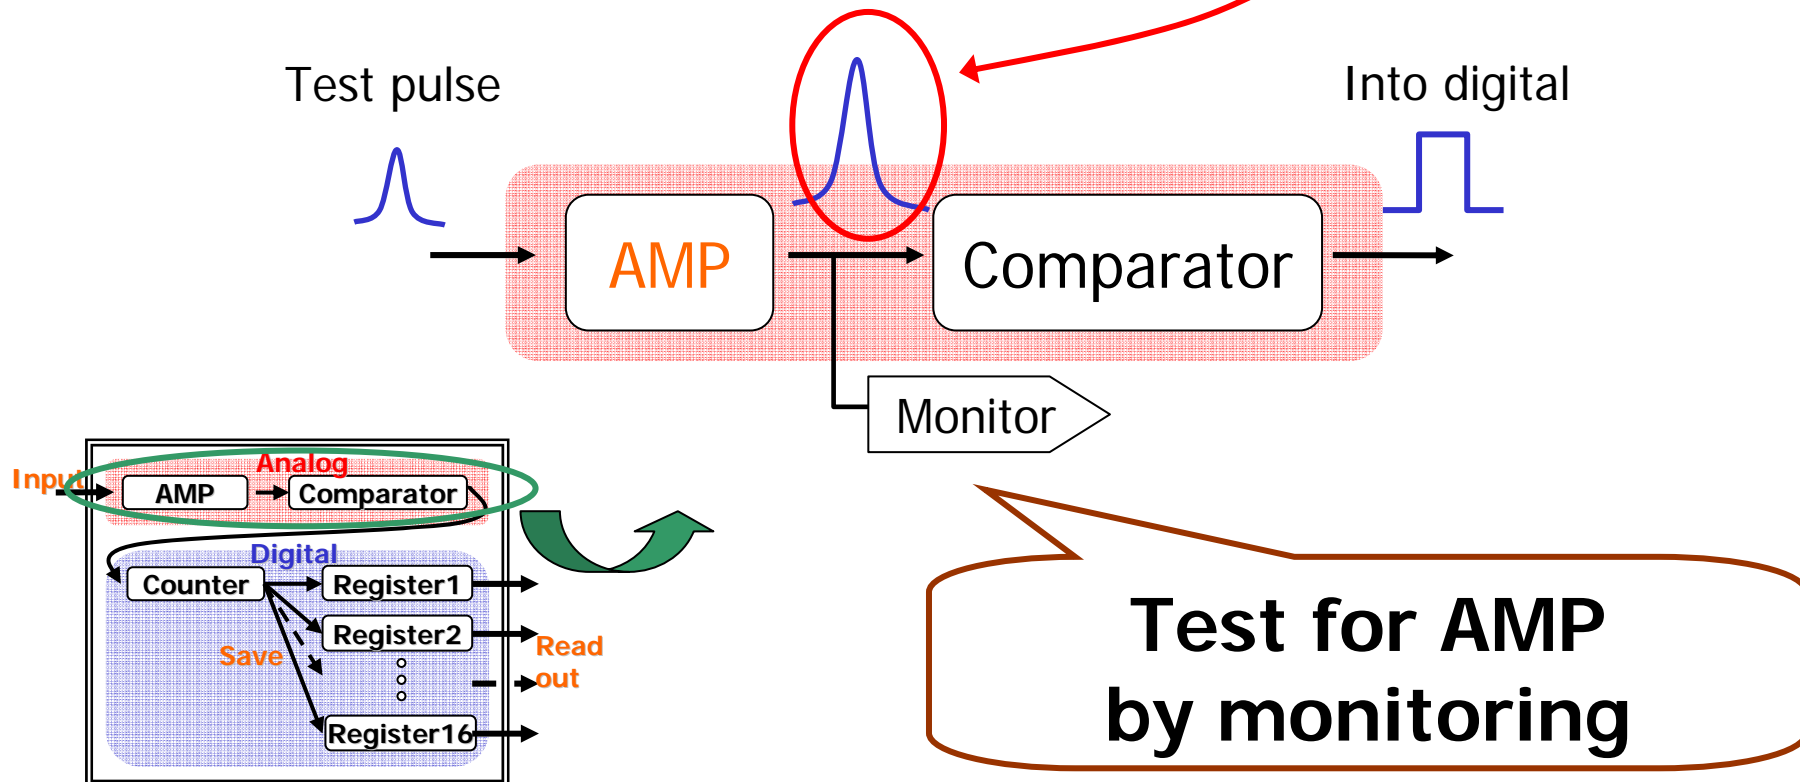 Test pulse
Into digital
AMP
Comparator
Monitor
Input
Analog
AMP
Comparator
Digital
Counter
Register1
Register2
Save
Read
out
Register16
Test for AMP
by monitoring